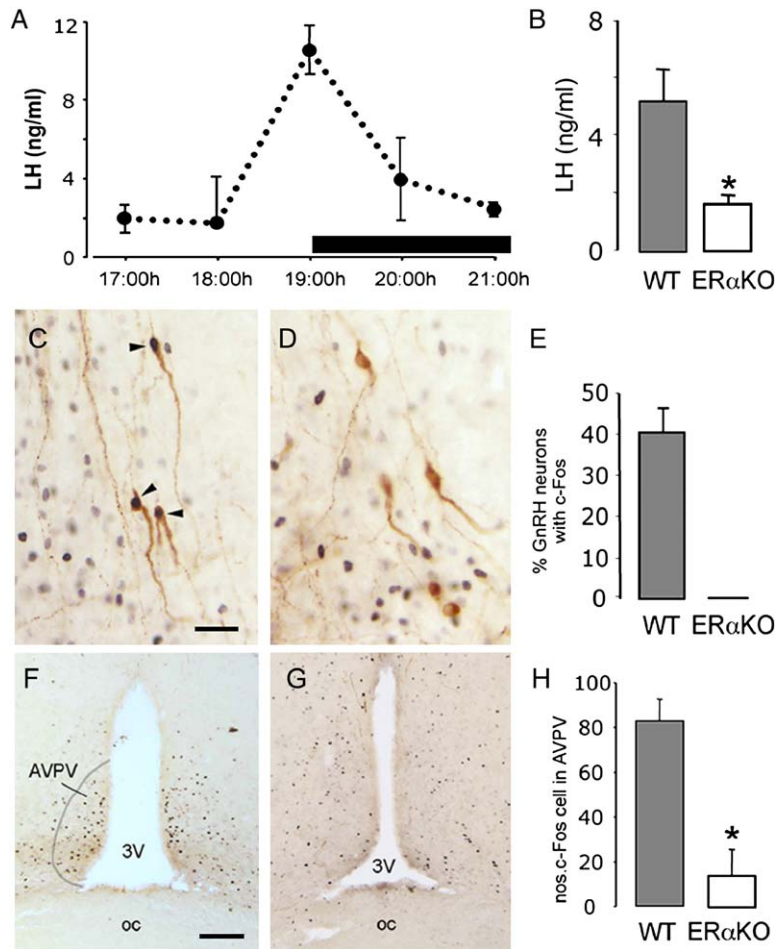 A
LH (ng/ml)
12
8
4
0
17:00h 18:00h 19:00h 20:00h 21:00h
B
LH (ng/ml)
8
4
0
*
WT ERαKO
C
D
E
% GnRH neurons
with c-Fos
50
40
30
20
10
0
WT ERαKO
F
AVPV
3V
oc
G
3V
oc
H
nos.c-Fos cell in AVPV
100
80
60
40
20
0
*
WT ERαKO